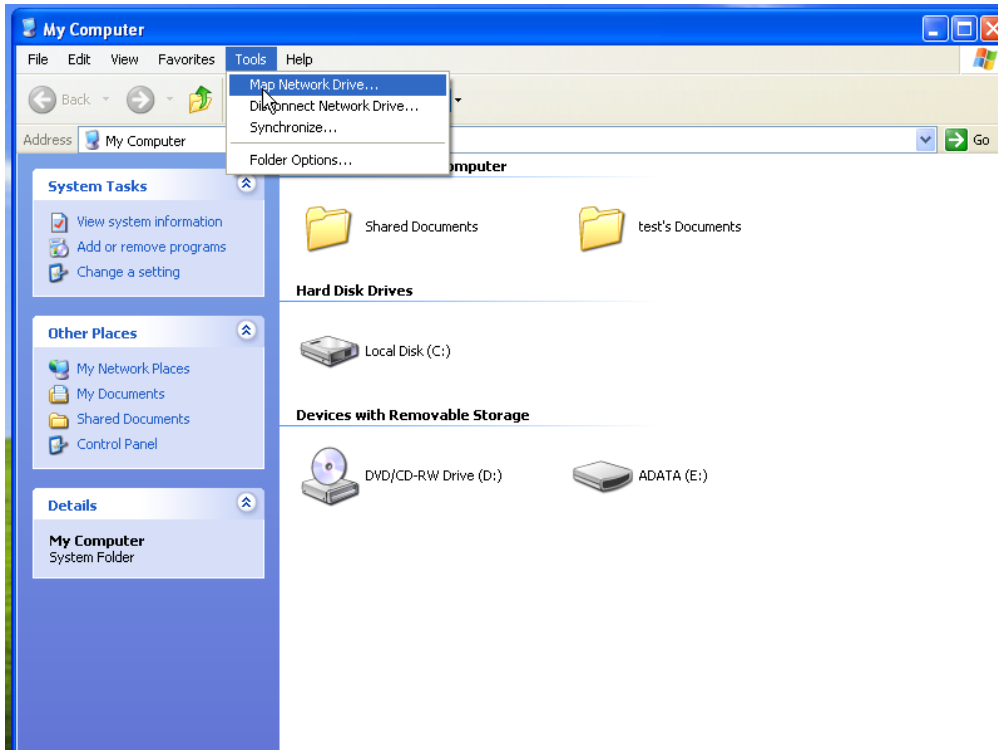 My Computer
File Edit View Favorites Tools Help
Map Network Drive...
Disconnect Network Drive...
Synchronize...
Folder Options...
Back
Address My Computer Go
System Tasks
View system information
Add or remove programs
Change a setting
Other Places
My Network Places
My Documents
Shared Documents
Control Panel
Details
My Computer
System Folder
omputer
Shared Documents test's Documents
Hard Disk Drives
Local Disk (C:)
Devices with Removable Storage
DVD/CD-RW Drive (D:) ADATA (E:)